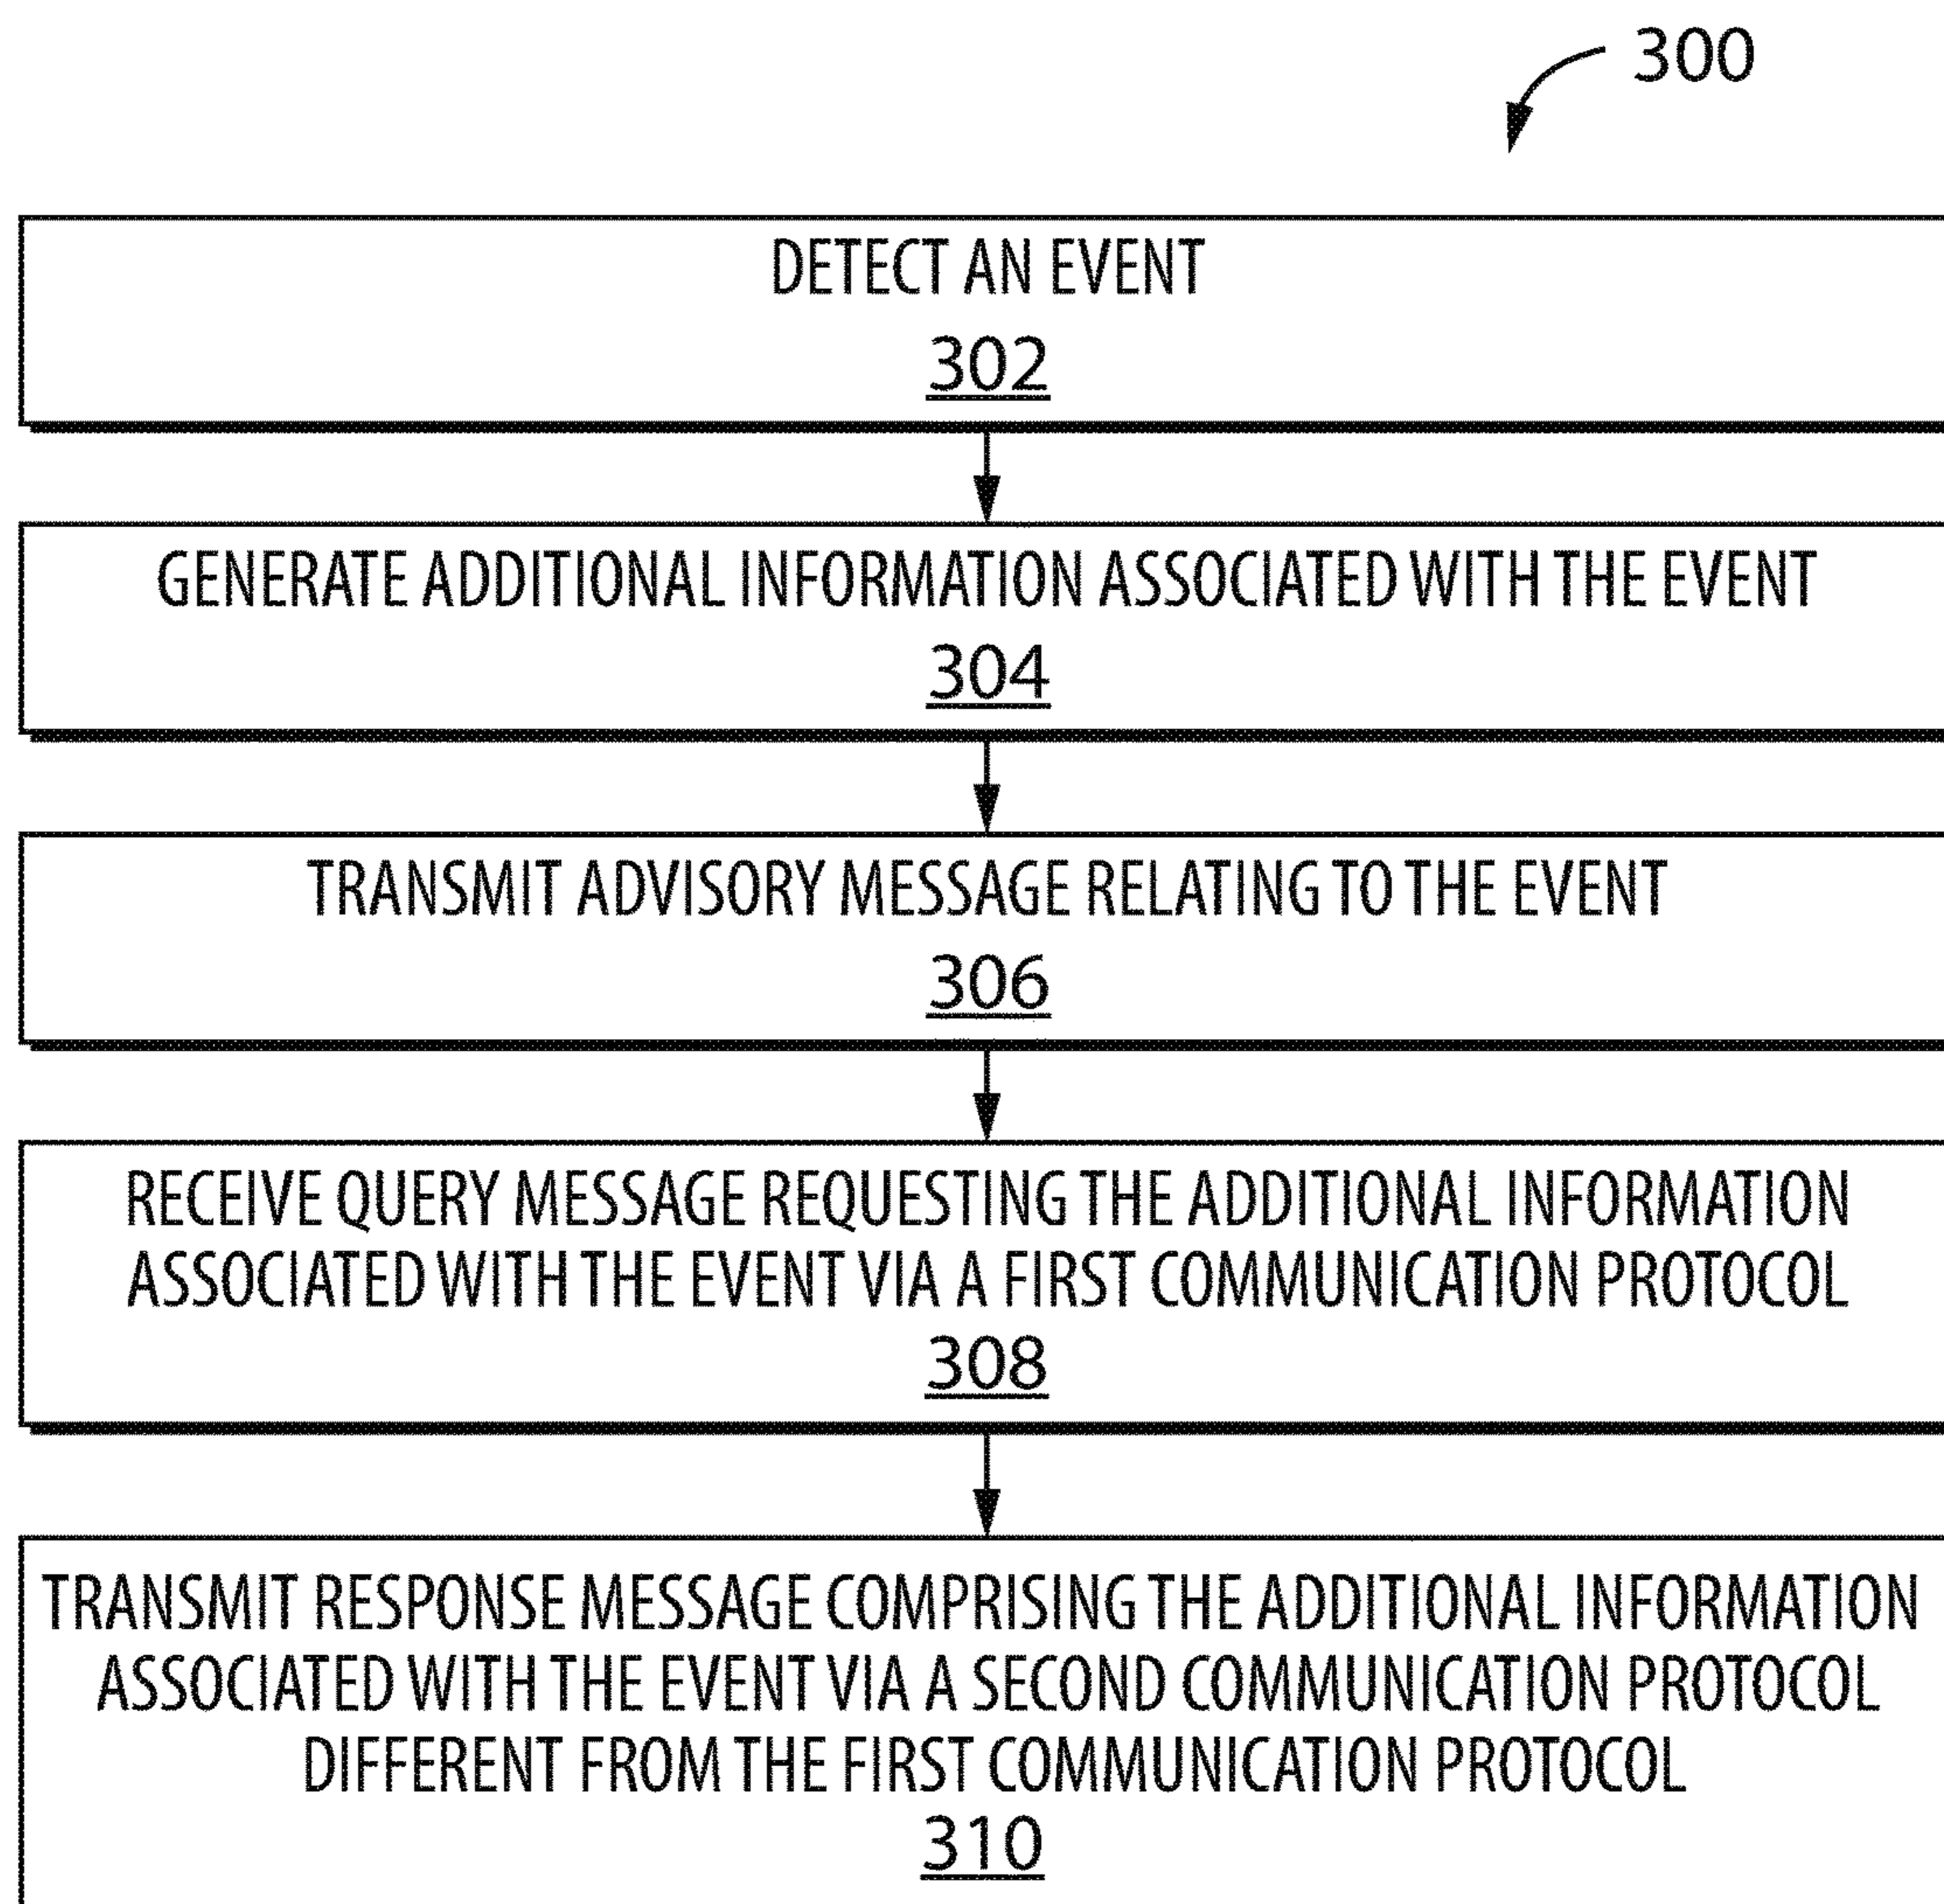 300
DETECT AN EVENT
302
GENERATE ADDITIONAL INFORMATION ASSOCIATED WITH THE EVENT
304
TRANSMIT ADVISORY MESSAGE RELATING TO THE EVENT
306
RECEIVE QUERY MESSAGE REQUESTING THE ADDITIONAL INFORMATION
ASSOCIATED WITH THE EVENT VIA A FIRST COMMUNICATION PROTOCOL
308
TRANSMIT RESPONSE MESSAGE COMPRISING THE ADDITIONAL INFORMATION
ASSOCIATED WITH THE EVENT VIA A SECOND COMMUNICATION PROTOCOL
DIFFERENT FROM THE FIRST COMMUNICATION PROTOCOL
310